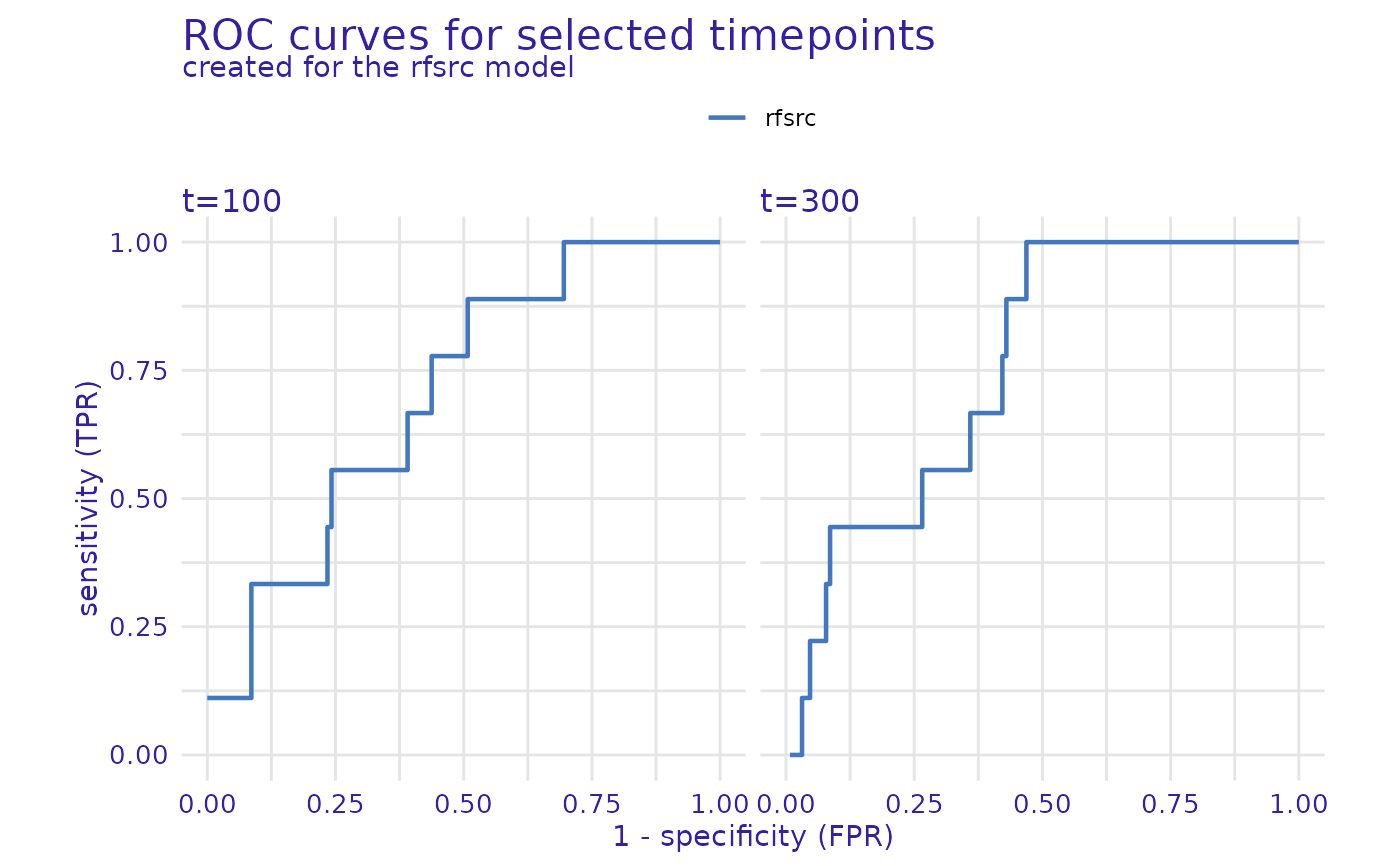 ROC curves for selected timepoints
created for the rfsrc model
rfsrc
t=100
t=300
1.00
0.75
0.50
0.25
0.00
sensitivity (TPR)
0.00 0.25 0.50 0.75 1.00 0.00 0.25 0.50 0.75 1.00
1 - specificity (FPR)